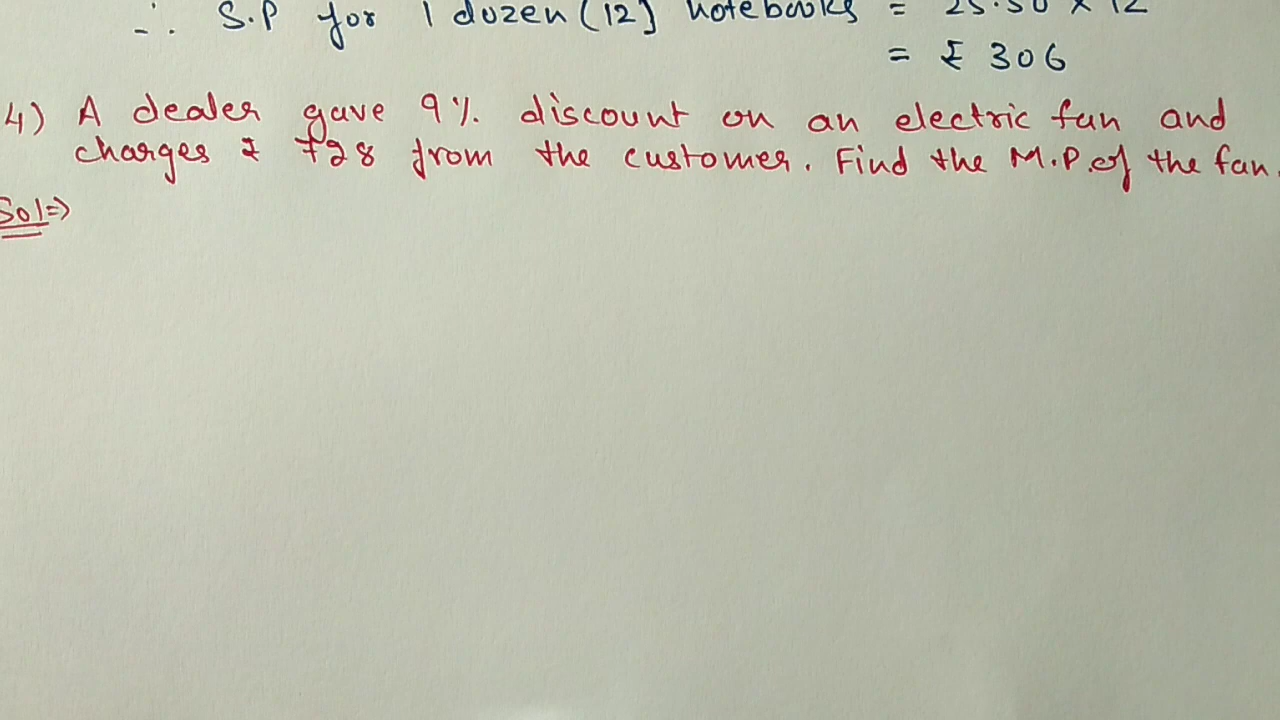 ∴ S.P for 1 dozen (12] notebooks = 25.50 x 12
= ₹ 306
4) A dealer gave 9%. discount on an electric fan and
charges ₹ 728 from the customer. Find the M.P. of the fan.
Sol⇒